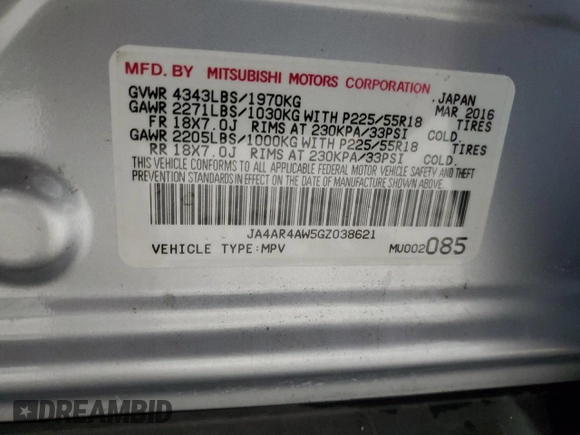 MFD. BY MITSUBISHI MOTORS CORPORATION
GVWR 4343LBS/1970KG JAPAN
MAR 2016
GAWR 2271LBS/1030KG WITH P225/55R18 TIRES
FR 18X7.0J RIMS AT 230KPA/33PSI COLD.
GAWR 2205LBS/1000KG WITH P225/55R18 TIRES
RR 18X7.0J RIMS AT 230KPA/33PSI COLD.
THIS VEHICLE CONFORMS TO ALL APPLICABLE FEDERAL MOTOR VEHICLE SAFETY AND THEFT
PREVENTION STANDARDS IN EFFECT ON THE DATE OF MANUFACTURE SHOWN ABOVE.
JA4AR4AW5GZ038621
VEHICLE TYPE:MPV MU002085
DREAMBID